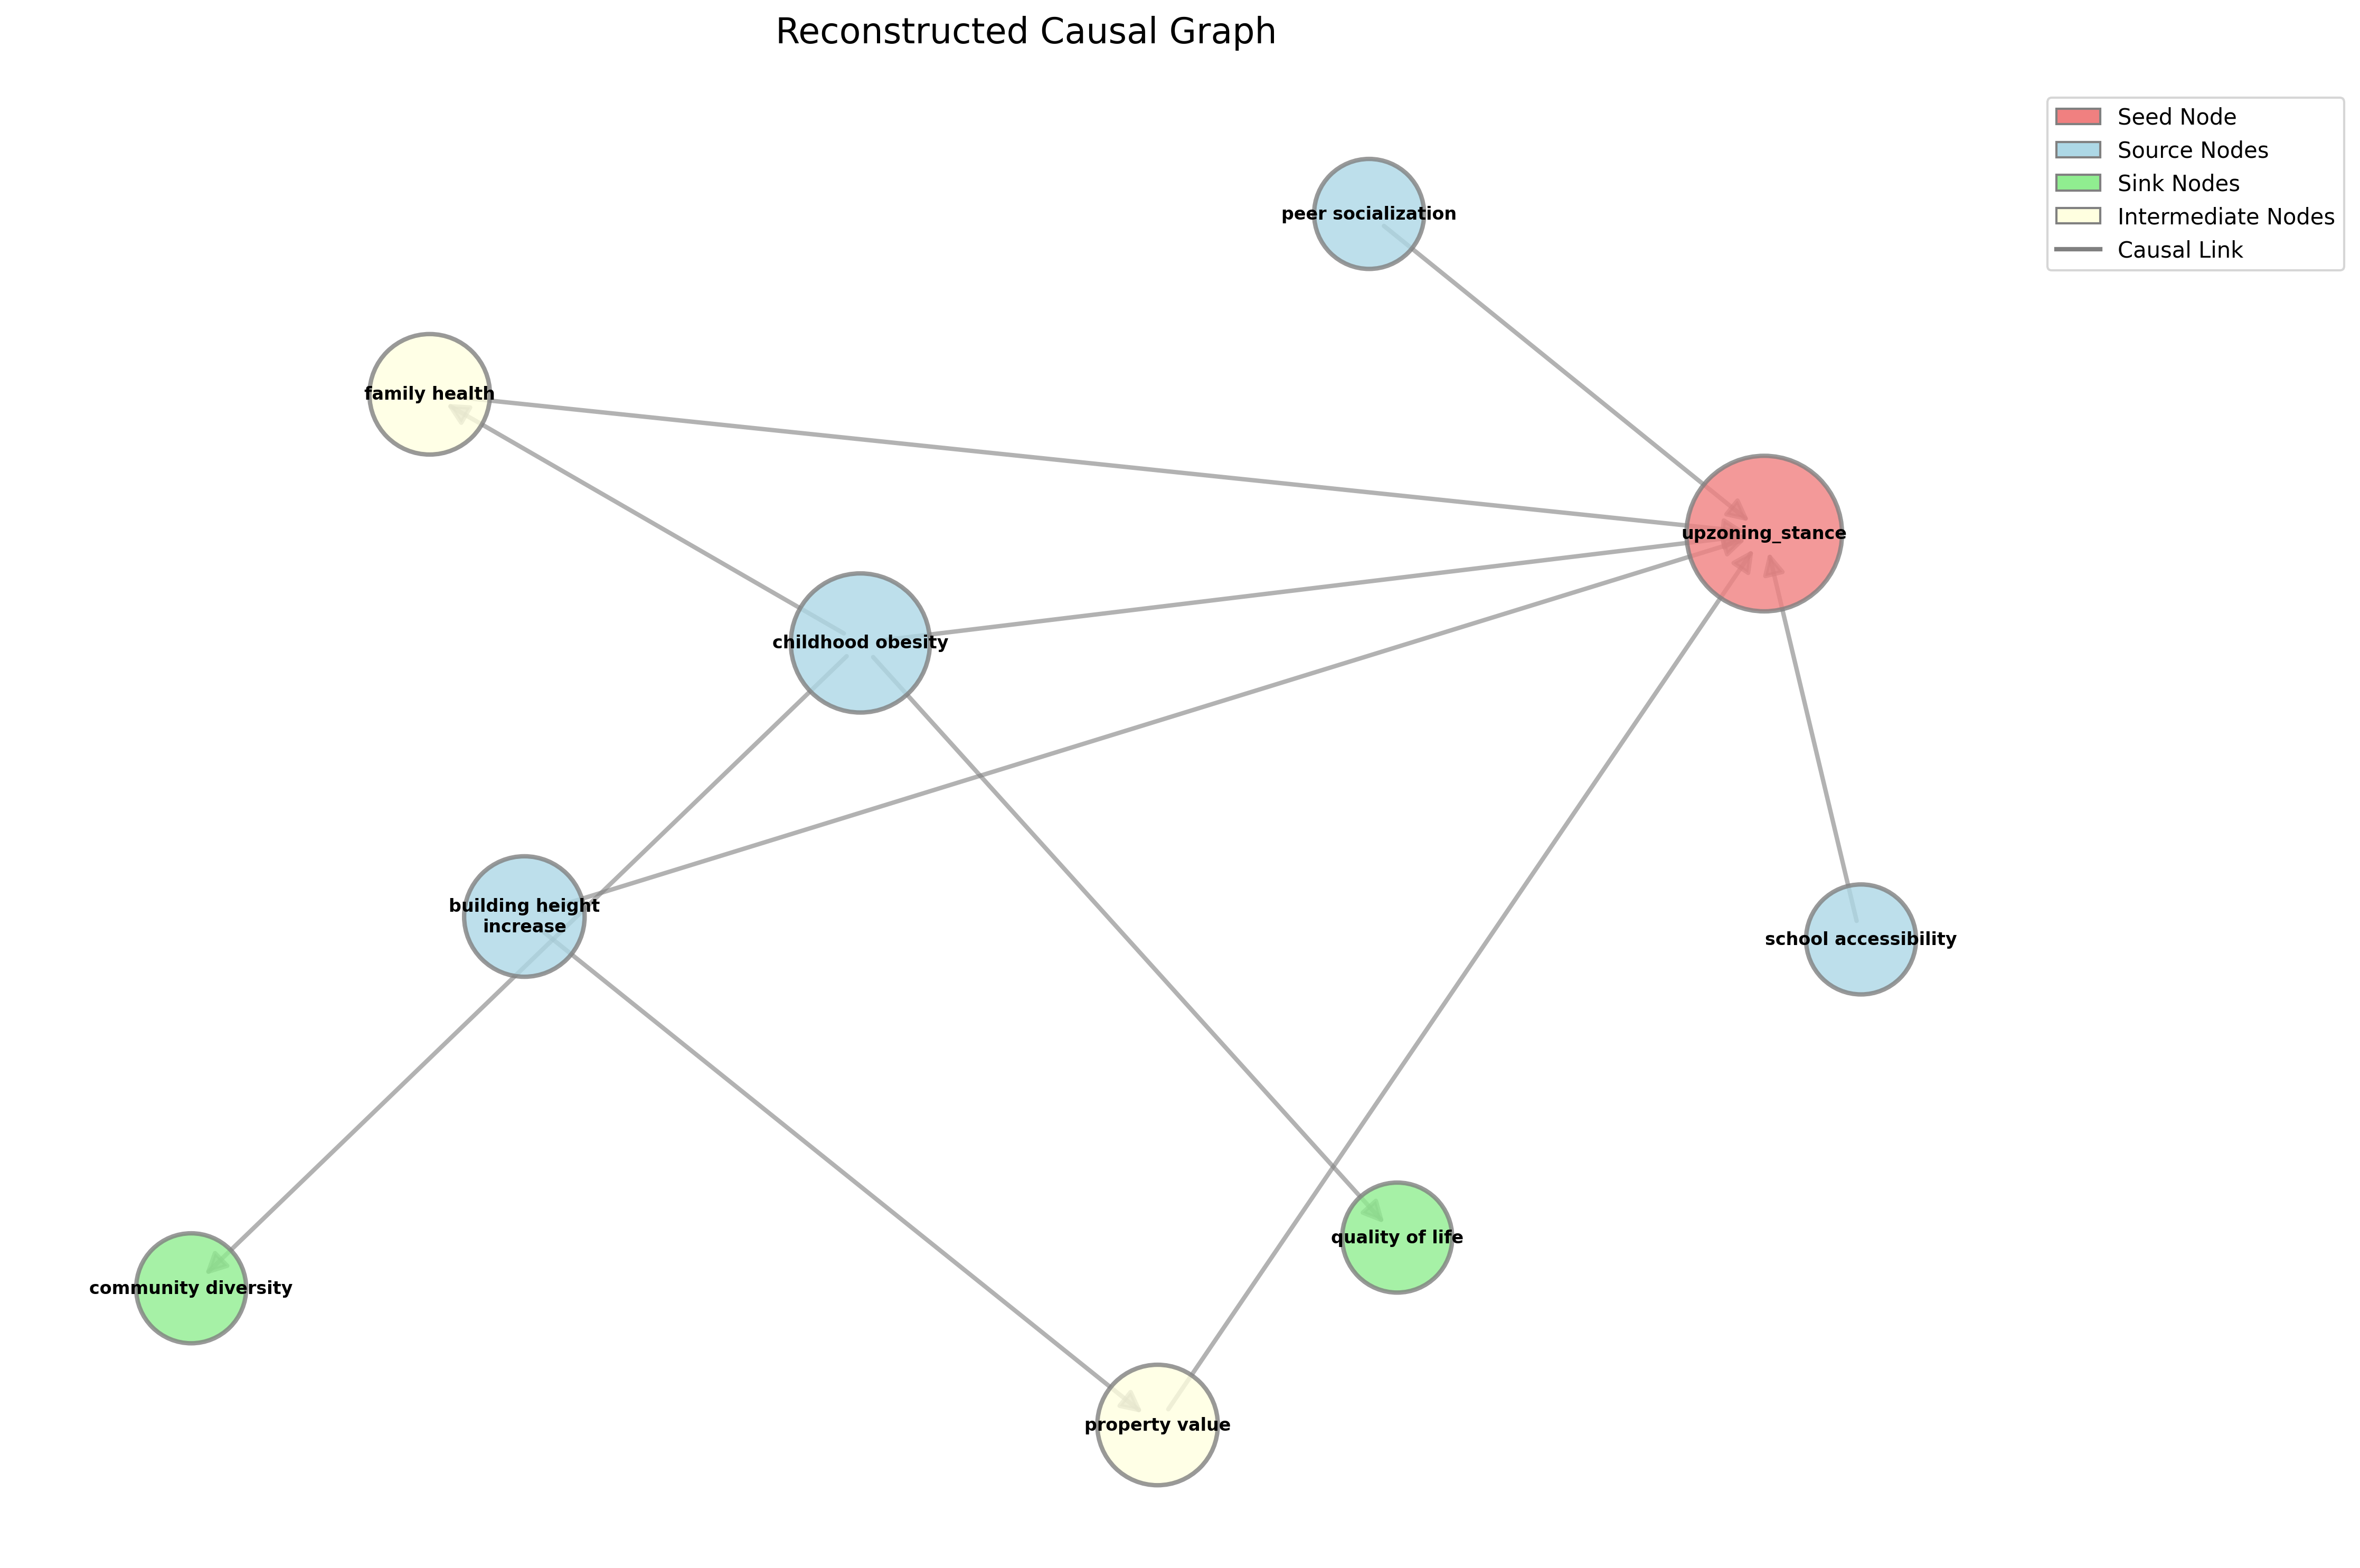 Reconstructed Causal Graph
Seed Node
Source Nodes
Sink Nodes
Intermediate Nodes
Causal Link
peer socialization
family health
upzoning_stance
childhood obesity
building height
increase
school accessibility
quality of life
community diversity
property value